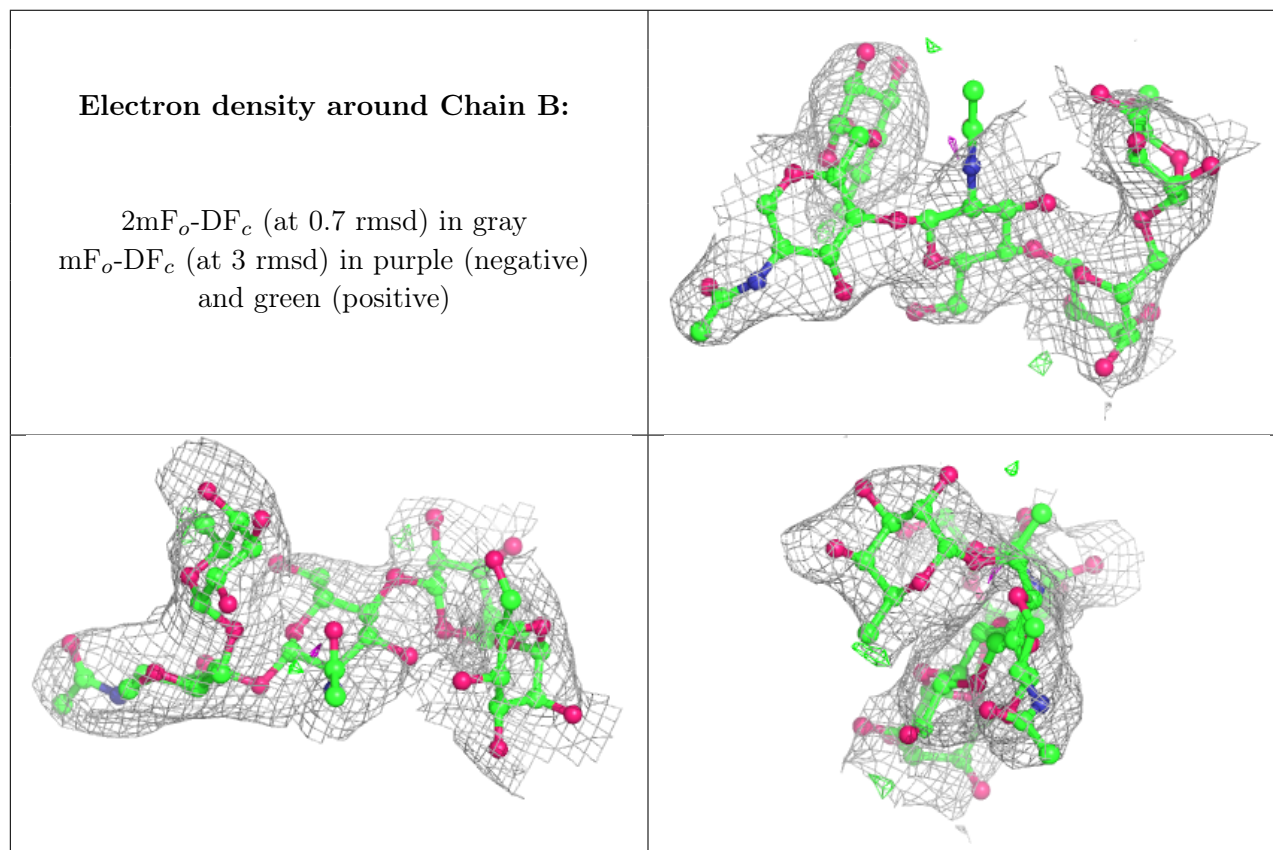 Electron density around Chain B:
2mFo-DFc (at 0.7 rmsd) in gray
mFo-DFc (at 3 rmsd) in purple (negative)
and green (positive)